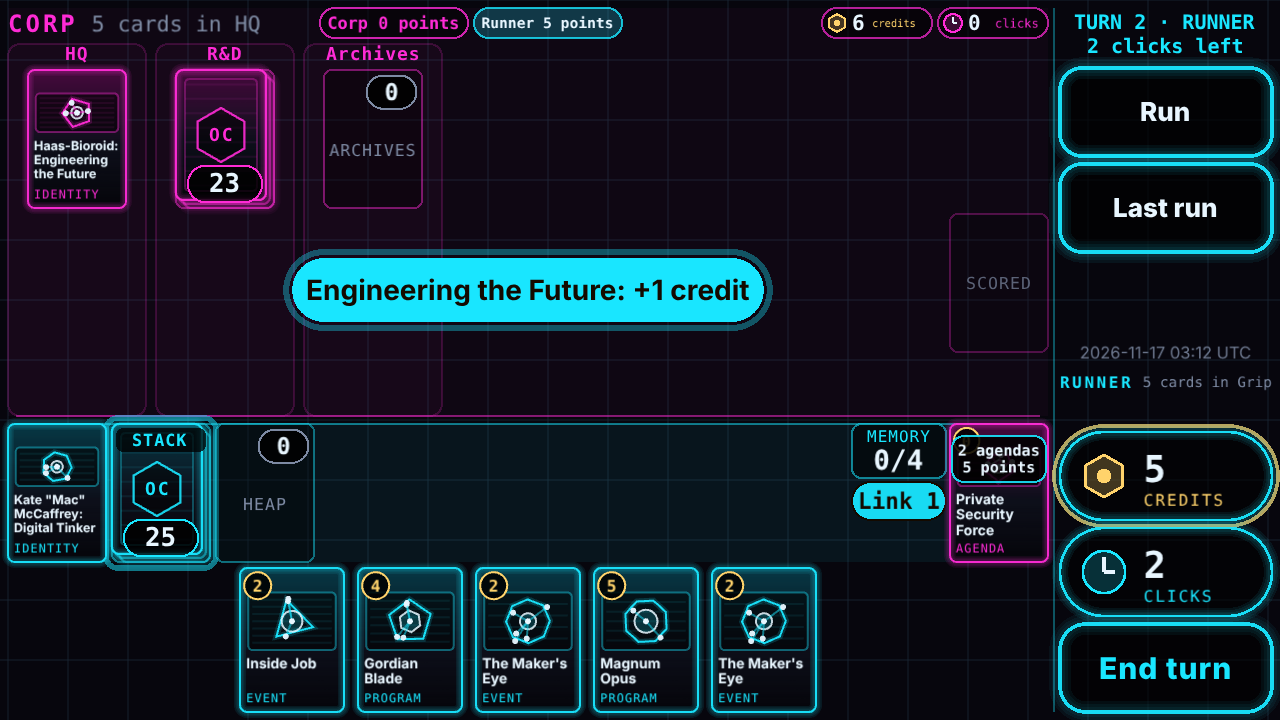 CORP 5 cards in HQ
Corp 0 points
Runner 5 points
6 credits
0 clicks
TURN 2 · RUNNER
2 clicks left
HQ
R&D
Archives
Run
Last run
Haas-Bioroid:
Engineering
the Future
IDENTITY
OC
23
0
ARCHIVES
Engineering the Future: +1 credit
SCORED
2026-11-17 03:12 UTC
RUNNER 5 cards in Grip
Kate "Mac"
McCaffrey:
Digital Tinker
IDENTITY
STACK
OC
25
0
HEAP
MEMORY
0/4
Link 1
2 agendas
5 points
Private
Security
Force
AGENDA
5
CREDITS
2
CLICKS
End turn
2
Inside Job
EVENT
4
Gordian
Blade
PROGRAM
2
The Maker's
Eye
EVENT
5
Magnum
Opus
PROGRAM
2
The Maker's
Eye
EVENT